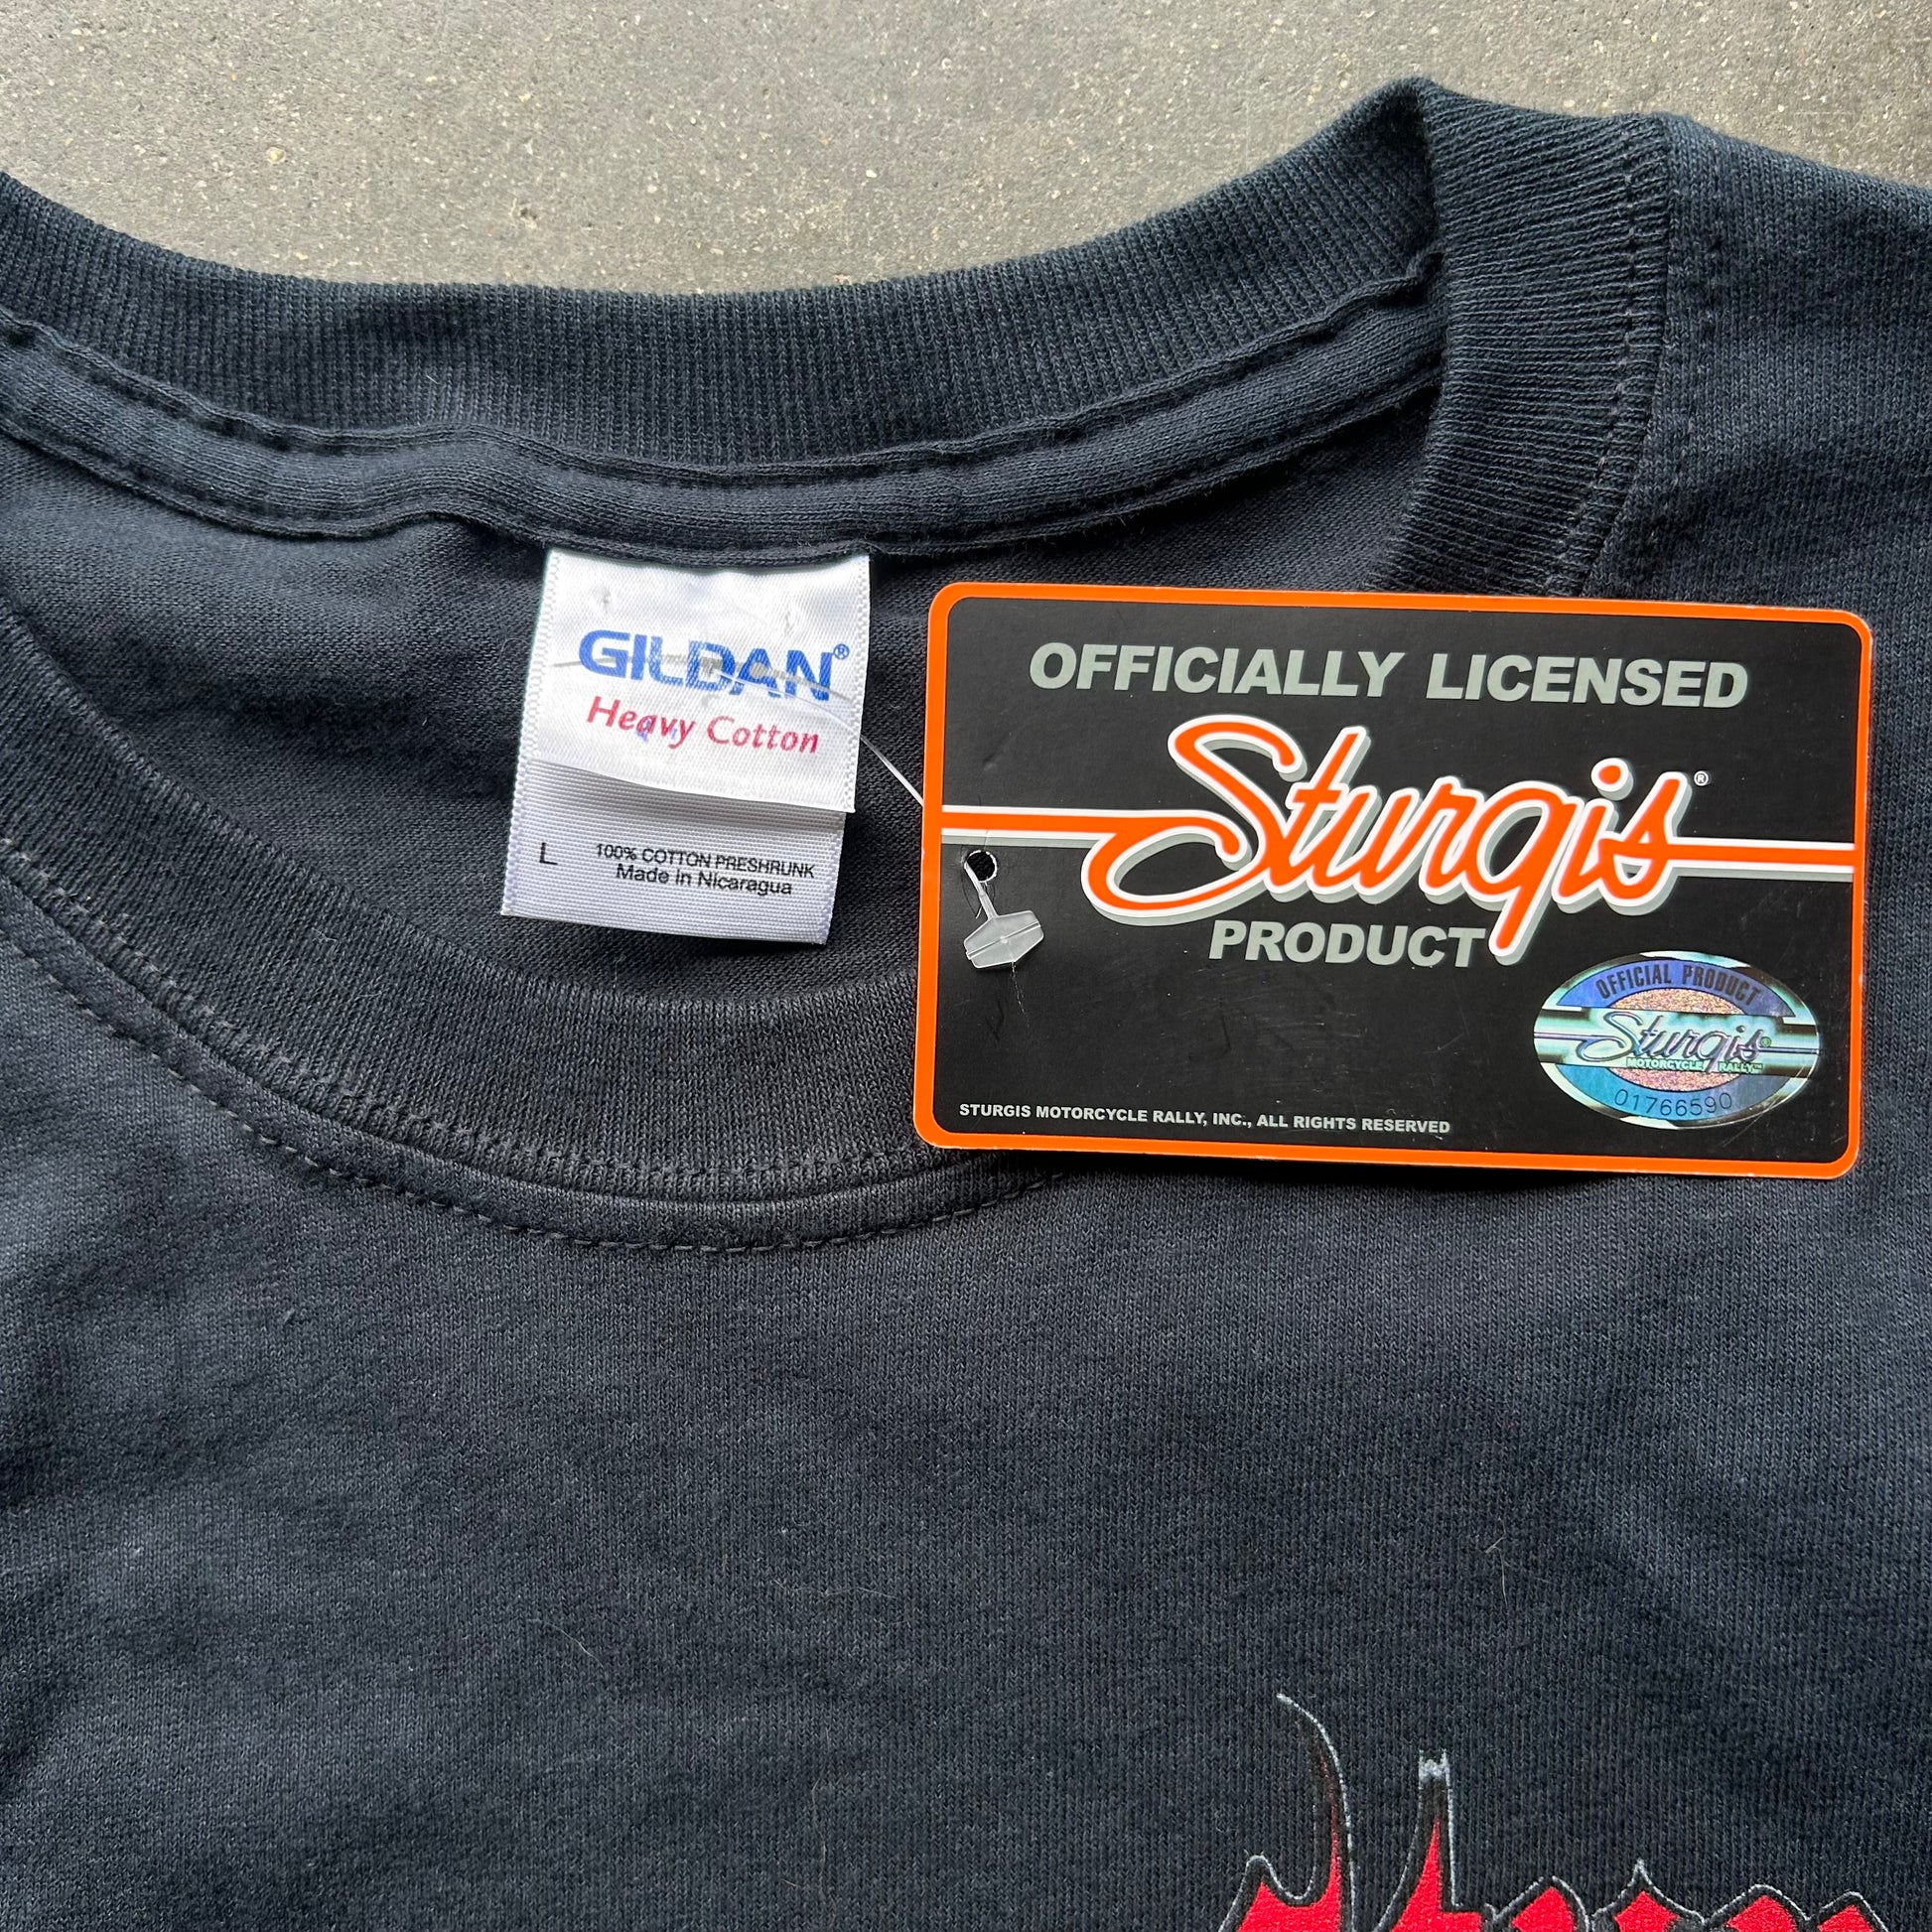 GILDAN®
Heavy Cotton
L
100% COTTON PRESHRUNK
Made in Nicaragua
OFFICIALLY LICENSED
Sturgis®
PRODUCT
OFFICIAL PRODUCT
Sturgis®
MOTORCYCLE RALLY™
01766590
STURGIS MOTORCYCLE RALLY, INC., ALL RIGHTS RESERVED